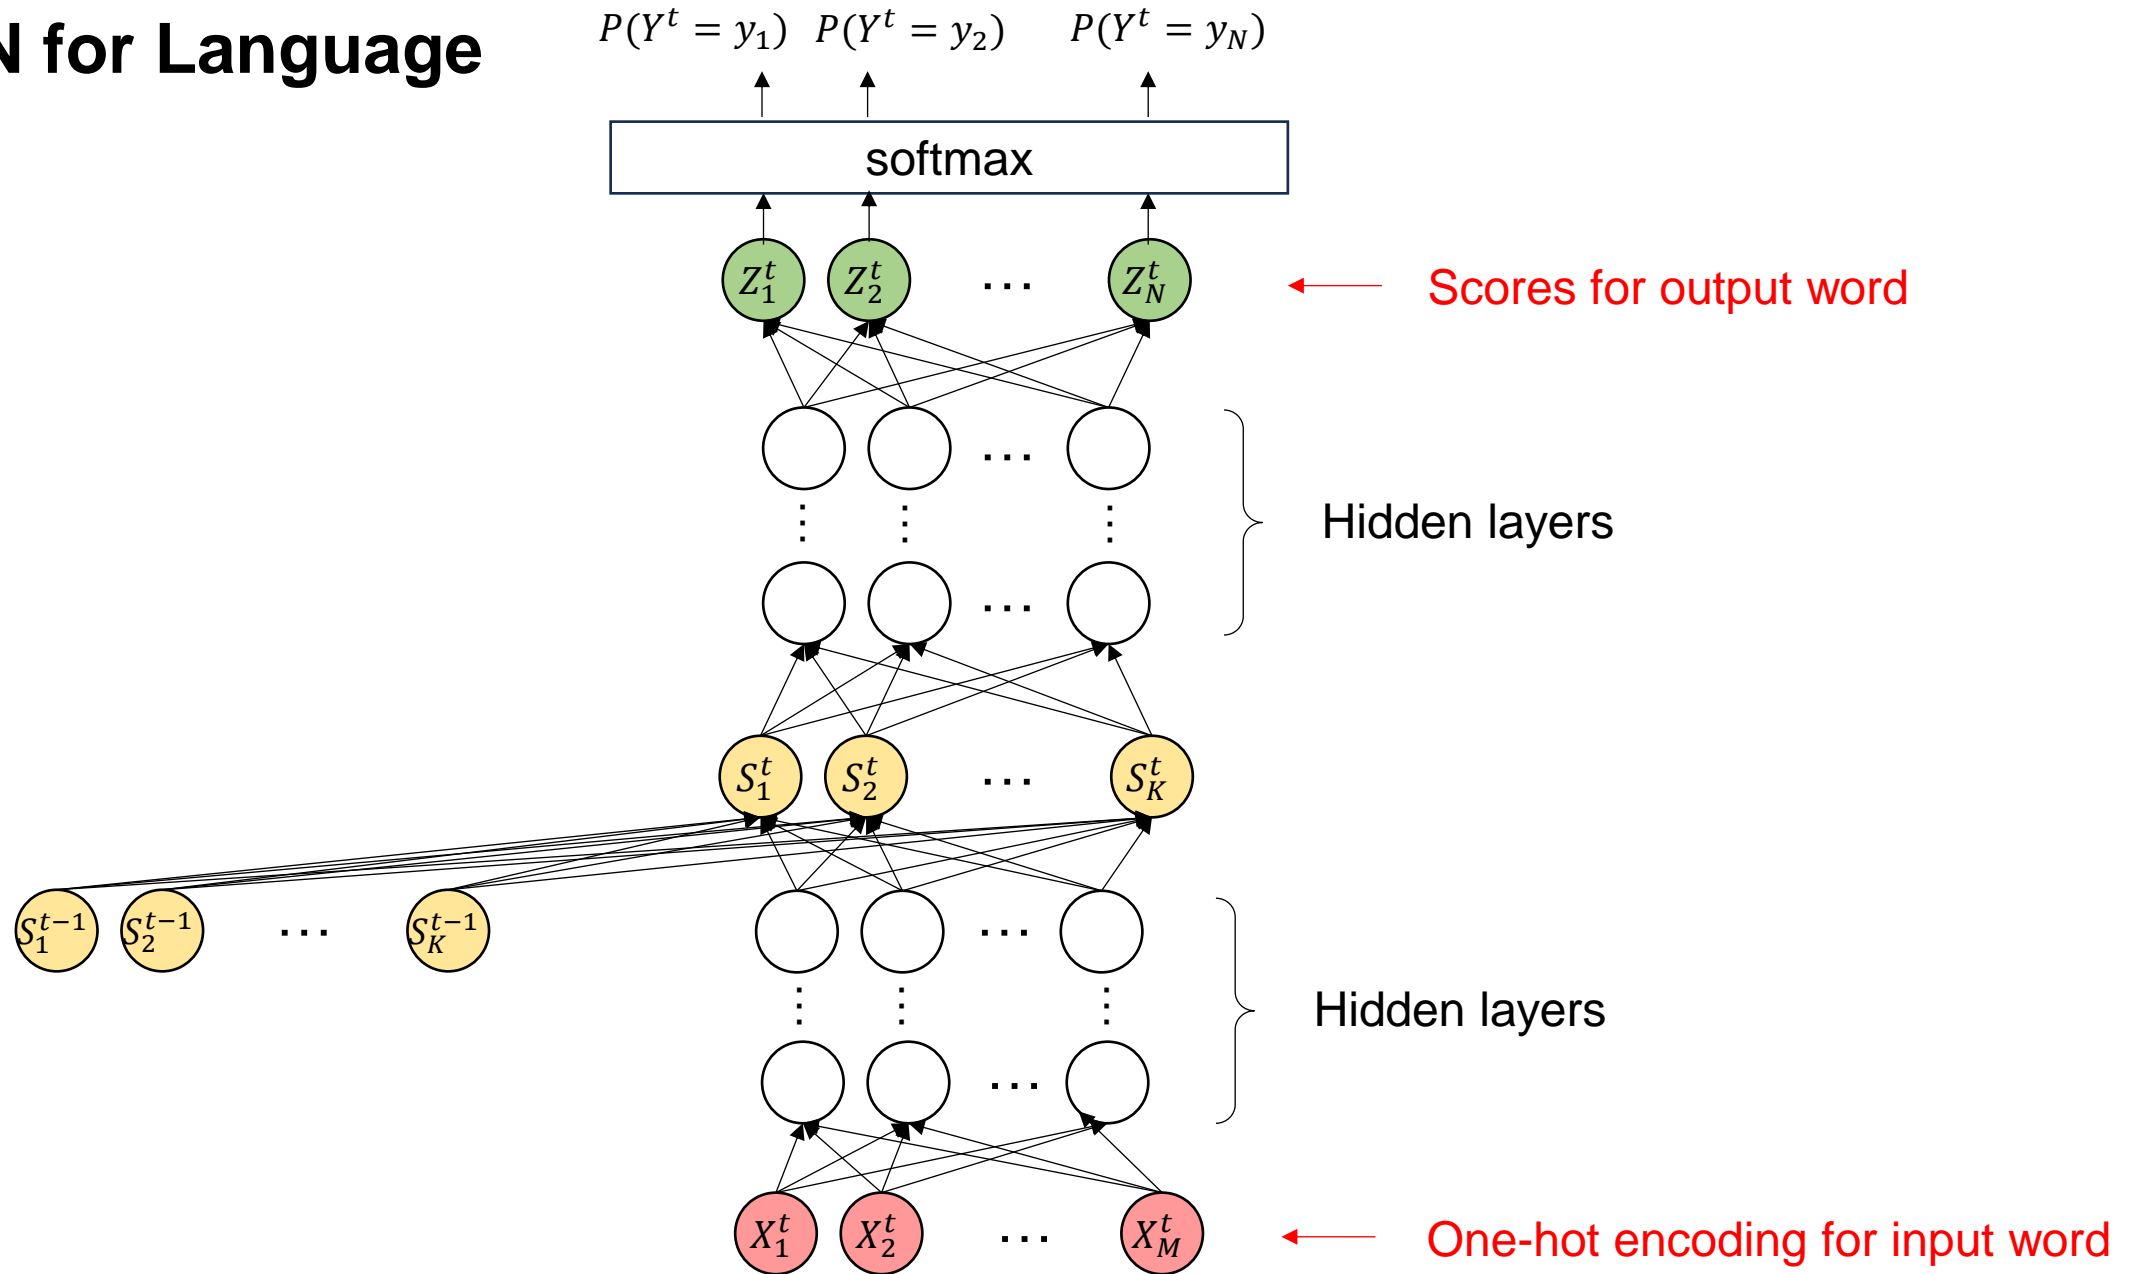 N for Language
P(Y^t = y_1) P(Y^t = y_2) P(Y^t = y_N)
softmax
Z_1^t Z_2^t ... Z_N^t
Scores for output word
...
Hidden layers
...
S_1^t S_2^t ... S_K^t
S_1^{t-1} S_2^{t-1} ... S_K^{t-1}
...
Hidden layers
...
X_1^t X_2^t ... X_M^t
One-hot encoding for input word